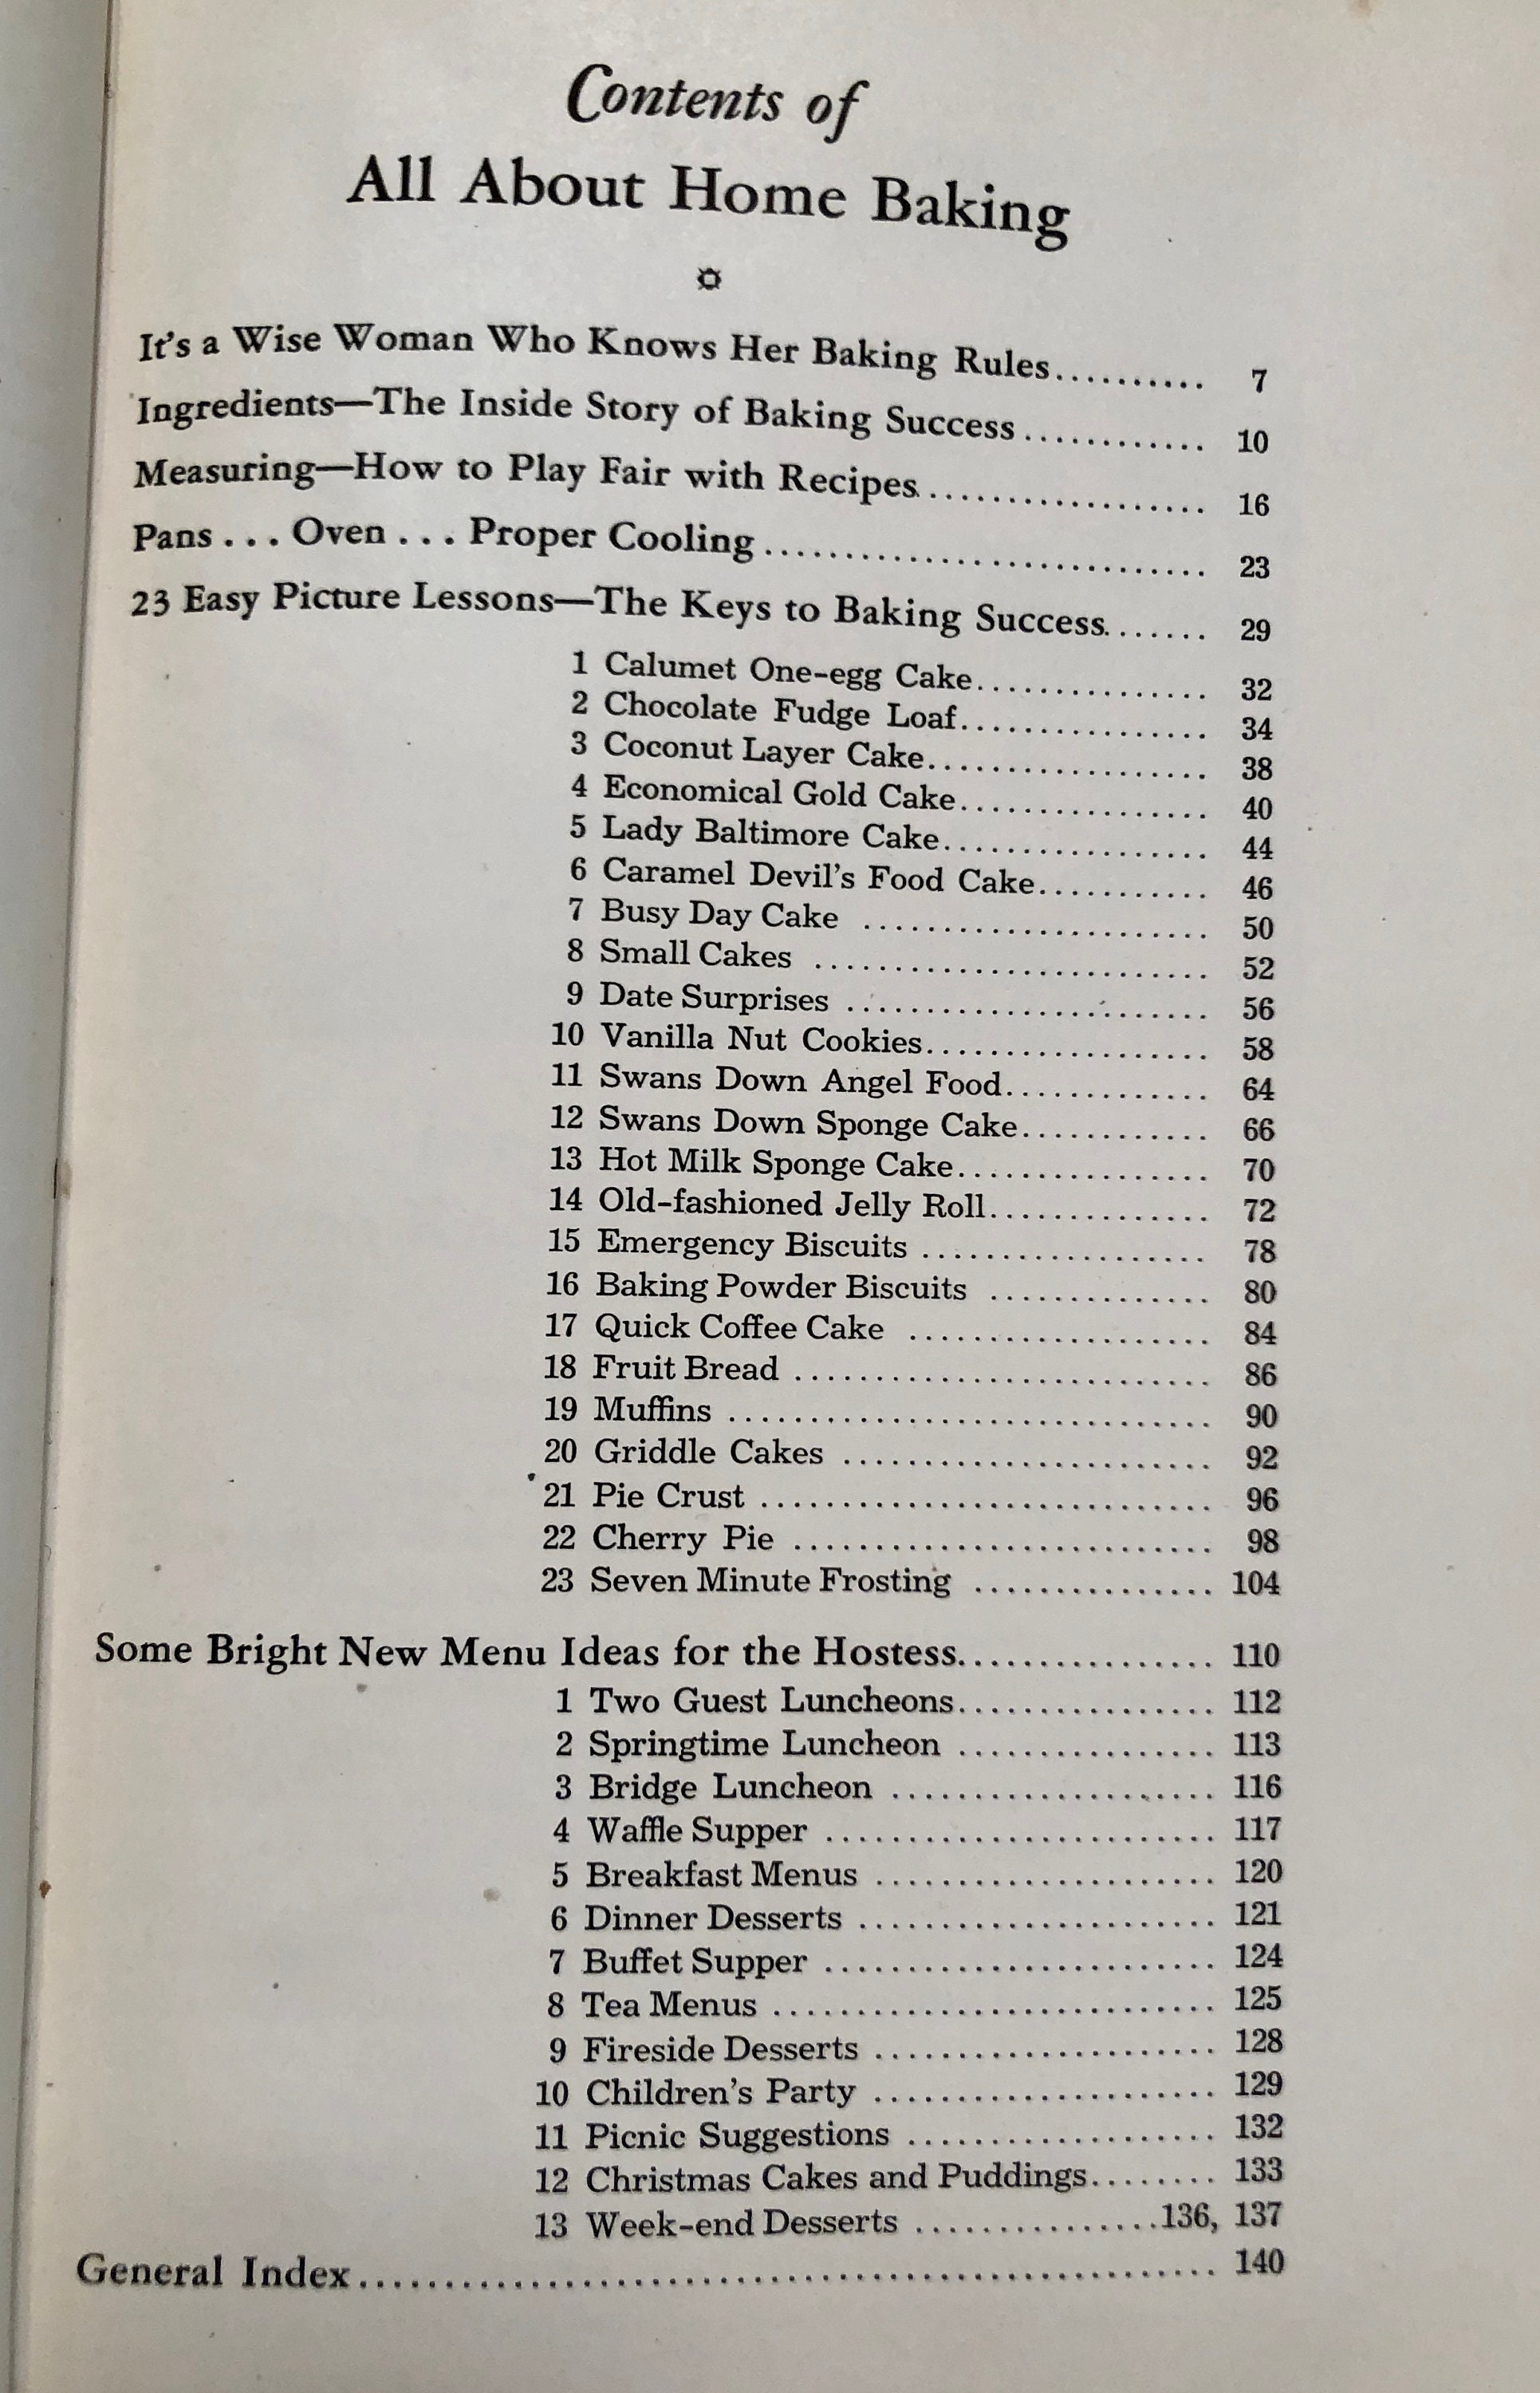 Contents of
All About Home Baking
It's a Wise Woman Who Knows Her Baking Rules.......... 7
Ingredients—The Inside Story of Baking Success............ 10
Measuring—How to Play Fair with Recipes.................. 16
Pans . . . Oven . . . Proper Cooling............................ 23
23 Easy Picture Lessons—The Keys to Baking Success....... 29
1 Calumet One-egg Cake............... 32
2 Chocolate Fudge Loaf................ 34
3 Coconut Layer Cake.................. 38
4 Economical Gold Cake................ 40
5 Lady Baltimore Cake................. 44
6 Caramel Devil's Food Cake........... 46
7 Busy Day Cake ...................... 50
8 Small Cakes ......................... 52
9 Date Surprises ....................... 56
10 Vanilla Nut Cookies.................. 58
11 Swans Down Angel Food............. 64
12 Swans Down Sponge Cake............ 66
13 Hot Milk Sponge Cake................ 70
14 Old-fashioned Jelly Roll.............. 72
15 Emergency Biscuits .................. 78
16 Baking Powder Biscuits .............. 80
17 Quick Coffee Cake ................... 84
18 Fruit Bread .......................... 86
19 Muffins .............................. 90
20 Griddle Cakes ....................... 92
21 Pie Crust ............................ 96
22 Cherry Pie .......................... 98
23 Seven Minute Frosting ............... 104
Some Bright New Menu Ideas for the Hostess................ 110
1 Two Guest Luncheons................ 112
2 Springtime Luncheon ................ 113
3 Bridge Luncheon .................... 116
4 Waffle Supper ........................ 117
5 Breakfast Menus ..................... 120
6 Dinner Desserts ...................... 121
7 Buffet Supper ........................ 124
8 Tea Menus ........................... 125
9 Fireside Desserts ..................... 128
10 Children's Party ..................... 129
11 Picnic Suggestions ................... 132
12 Christmas Cakes and Puddings........ 133
13 Week-end Desserts ...............136, 137
General Index.................................................... 140